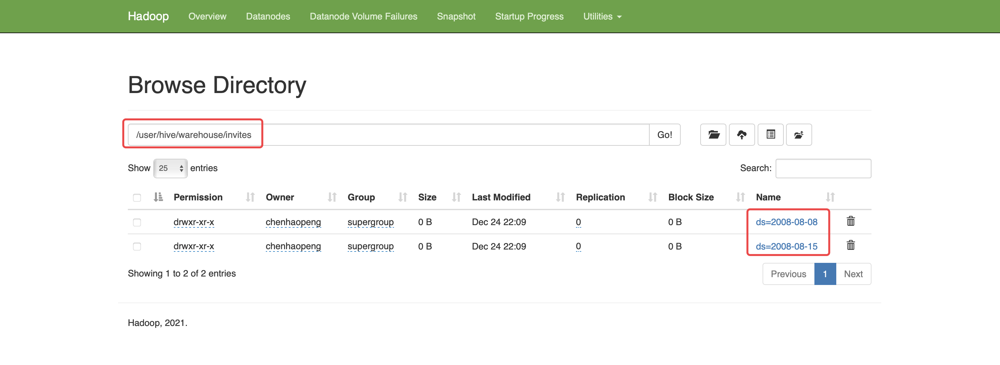 Hadoop Overview Datanodes Datanode Volume Failures Snapshot Startup Progress Utilities
Browse Directory
/user/hive/warehouse/invites Go!
Show 25 entries Search:
Permission Owner Group Size Last Modified Replication Block Size Name
drwxr-xr-x chenhaopeng supergroup 0 B Dec 24 22:09 0 0 B ds=2008-08-08
drwxr-xr-x chenhaopeng supergroup 0 B Dec 24 22:09 0 0 B ds=2008-08-15
Showing 1 to 2 of 2 entries Previous 1 Next
Hadoop, 2021.